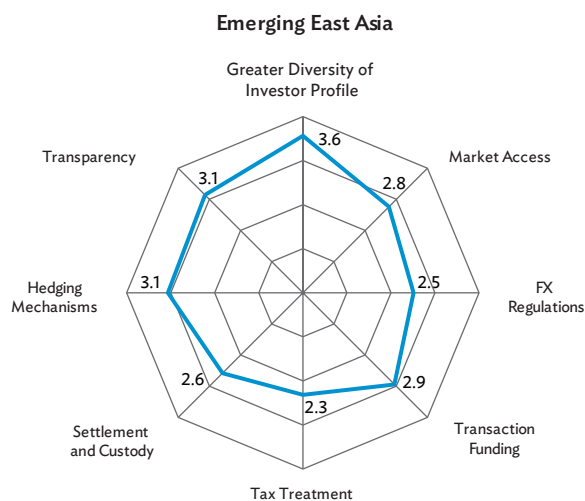 Emerging East Asia
Greater Diversity of
Investor Profile
3.6
Transparency
Market Access
3.1
2.8
3.1
2.5
Hedging
Mechanisms
FX
Regulations
2.6
2.9
2.3
Settlement
and Custody
Transaction
Funding
Tax Treatment